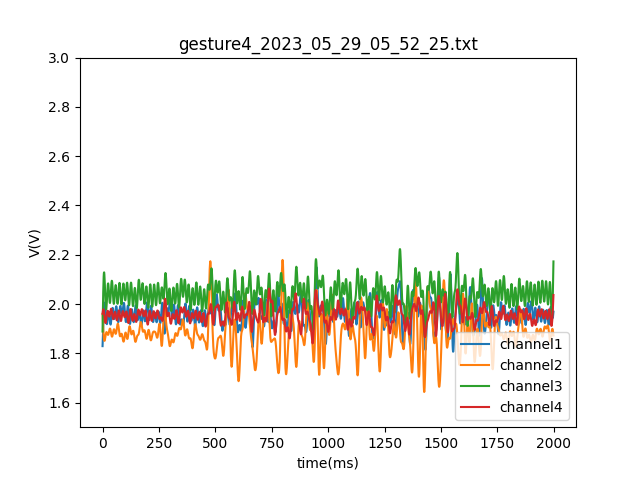 gesture4_2023_05_29_05_52_25.txt
3.0
2.8
2.6
2.4
2.2
2.0
1.8
1.6
V(V)
channel1
channel2
channel3
channel4
0 250 500 750 1000 1250 1500 1750 2000
time(ms)